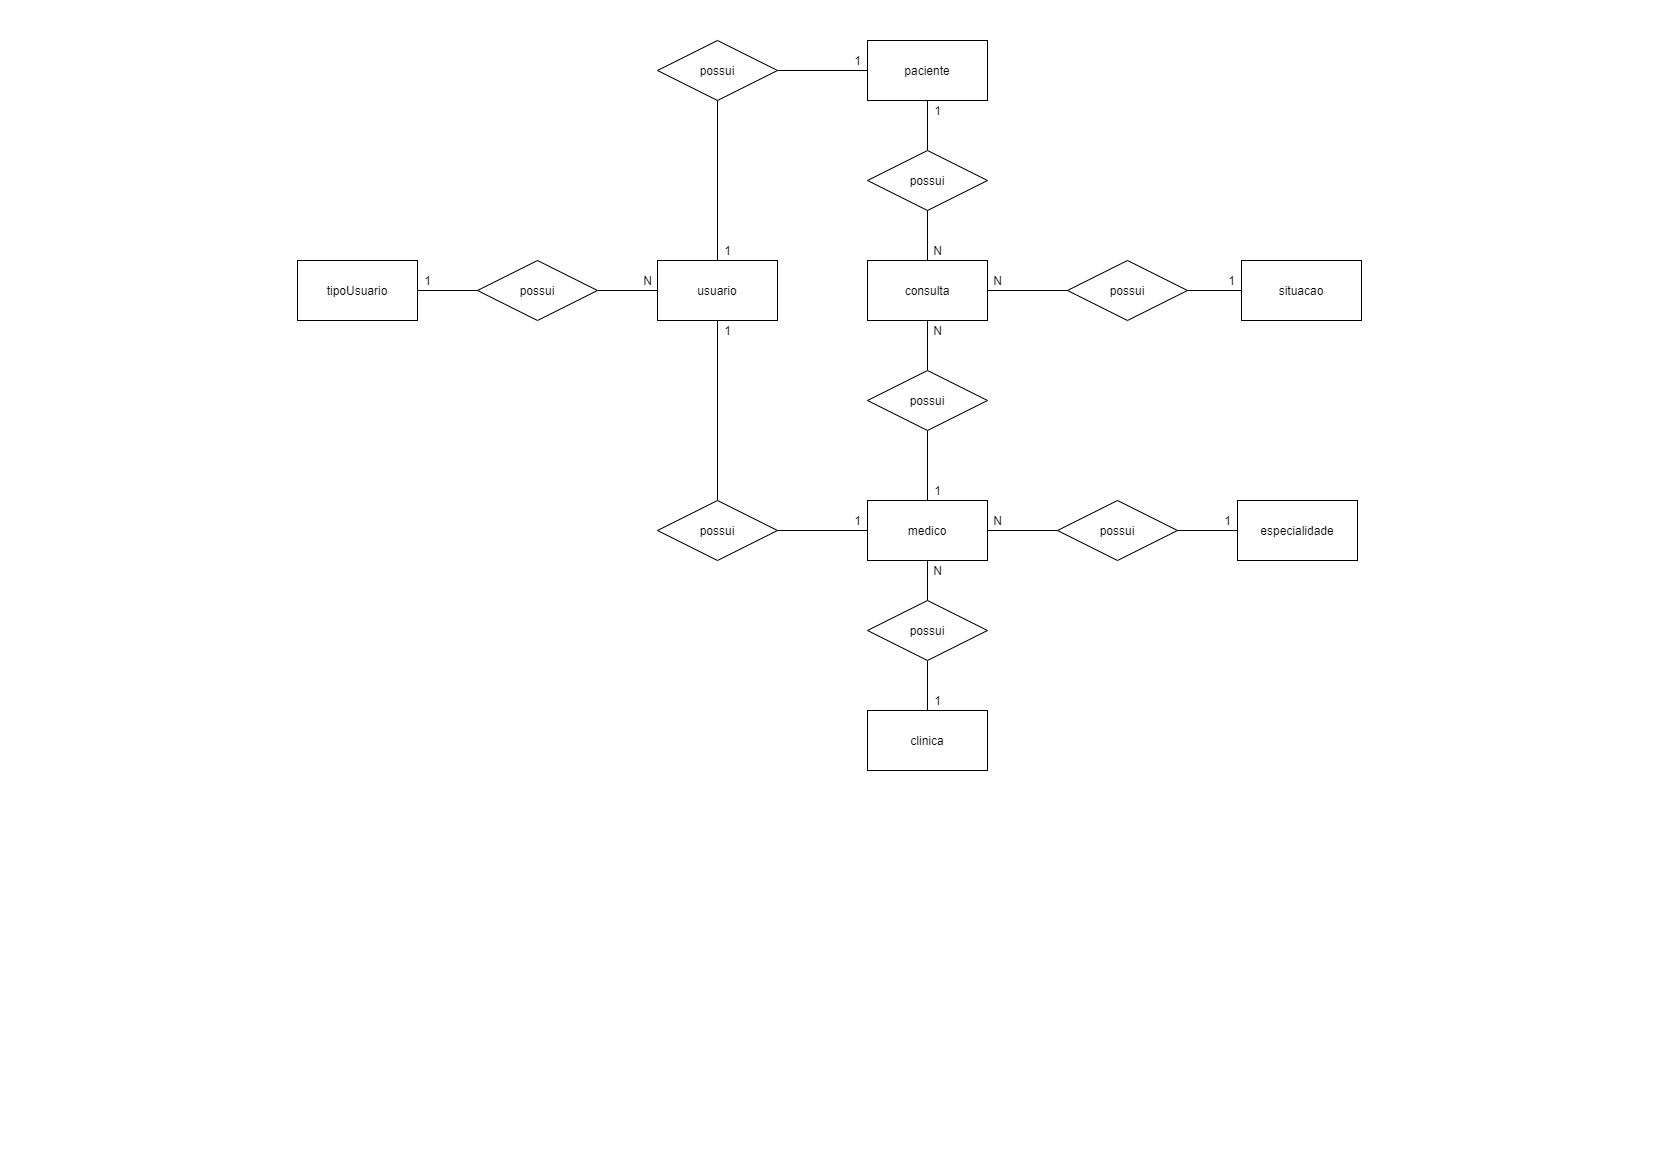 possui
1
paciente
1
possui
1
N
tipoUsuario
1
possui
N
usuario
consulta
N
possui
1
situacao
1
N
possui
1
possui
1
medico
N
possui
1
especialidade
N
possui
1
clinica